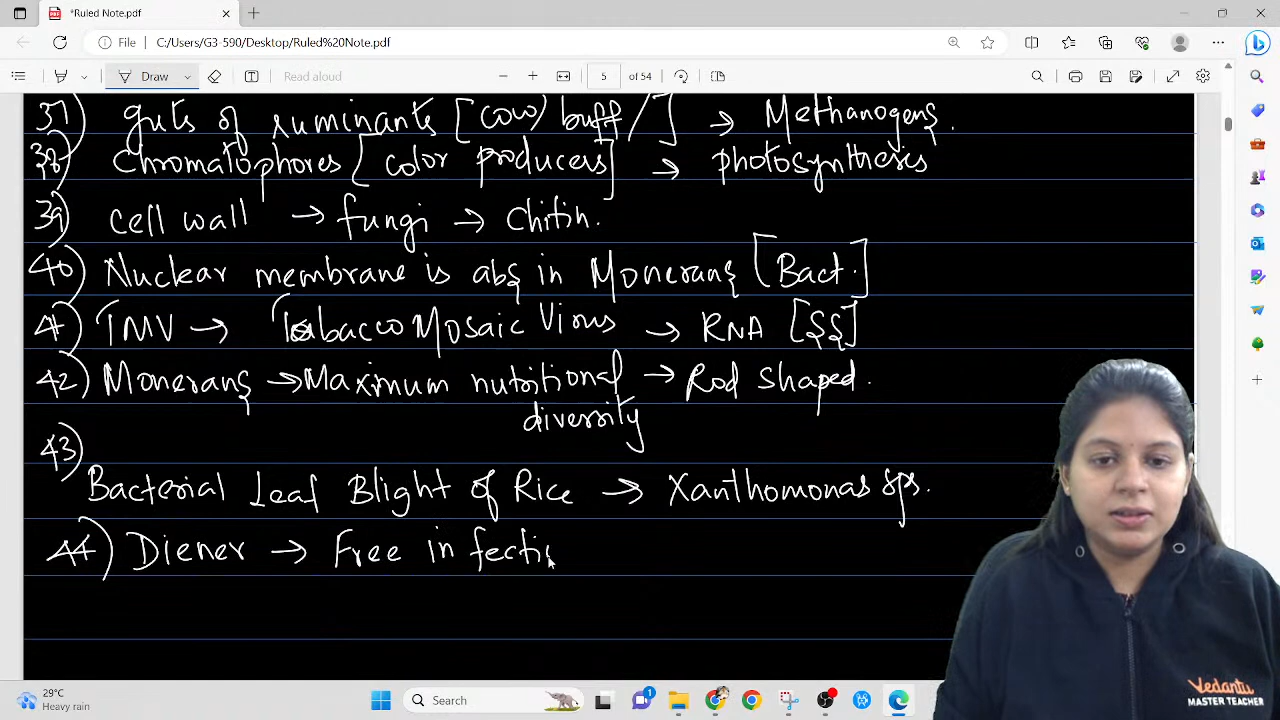 *Ruled Note.pdf
File C:/Users/G3-590/Desktop/Ruled Note.pdf
Draw Read aloud 5 of 54
37) guts of ruminants [cow) buff/] → Methanogens.
38) Chromatophores [color producers] → photosynthesis
39) cell wall → fungi → chitin.
40) Nuclear membrane is abs in Monerans [Bact.]
41) TMV → Tobacco Mosaic Virus → RNA [SS]
42) Monerans → Maximum nutritional → Rod shaped.
diversity
43)
Bacterial Leaf Blight of Rice → Xanthomonas sps.
44) Diener → Free infecti
Vedantu
MASTER TEACHER
29°C
Heavy rain
Search
1